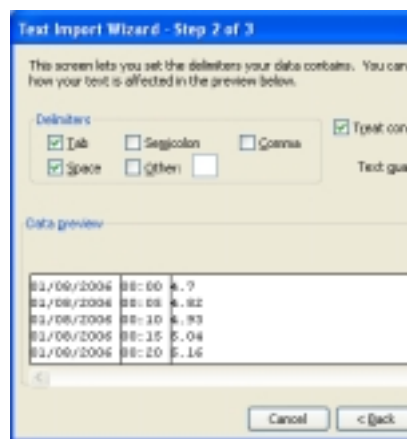 Text Import Wizard - Step 2 of 3
This screen lets you set the delimiters your data contains. You can
how your text is affected in the preview below.
Delimiters
Tab Semicolon Comma
Treat con
Space Other:
Text qua
Data preview
01/08/2006 00:00 4.7
01/08/2006 00:05 4.82
01/08/2006 00:10 4.93
01/08/2006 00:15 5.04
01/08/2006 00:20 5.16
Cancel < Back